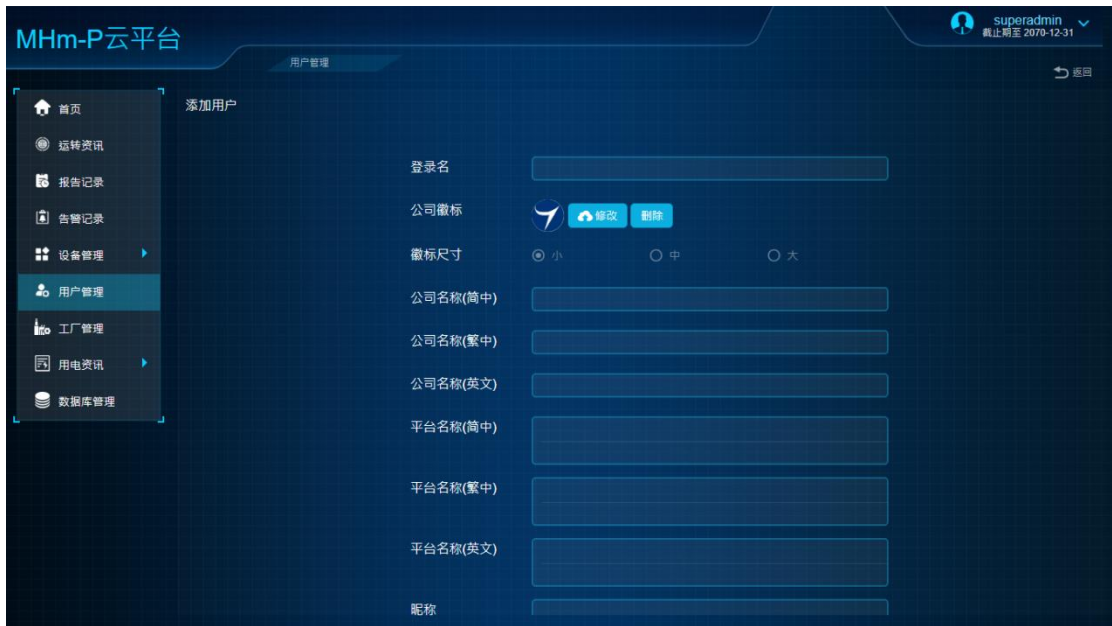 MHm-P云平台
superadmin
截止期至 2070-12-31
用户管理
返回
首页
运转资讯
报告记录
告警记录
设备管理
用户管理
工厂管理
用电资讯
数据库管理
添加用户
登录名
公司徽标 修改 删除
徽标尺寸 小 中 大
公司名称(简中)
公司名称(繁中)
公司名称(英文)
平台名称(简中)
平台名称(繁中)
平台名称(英文)
昵称